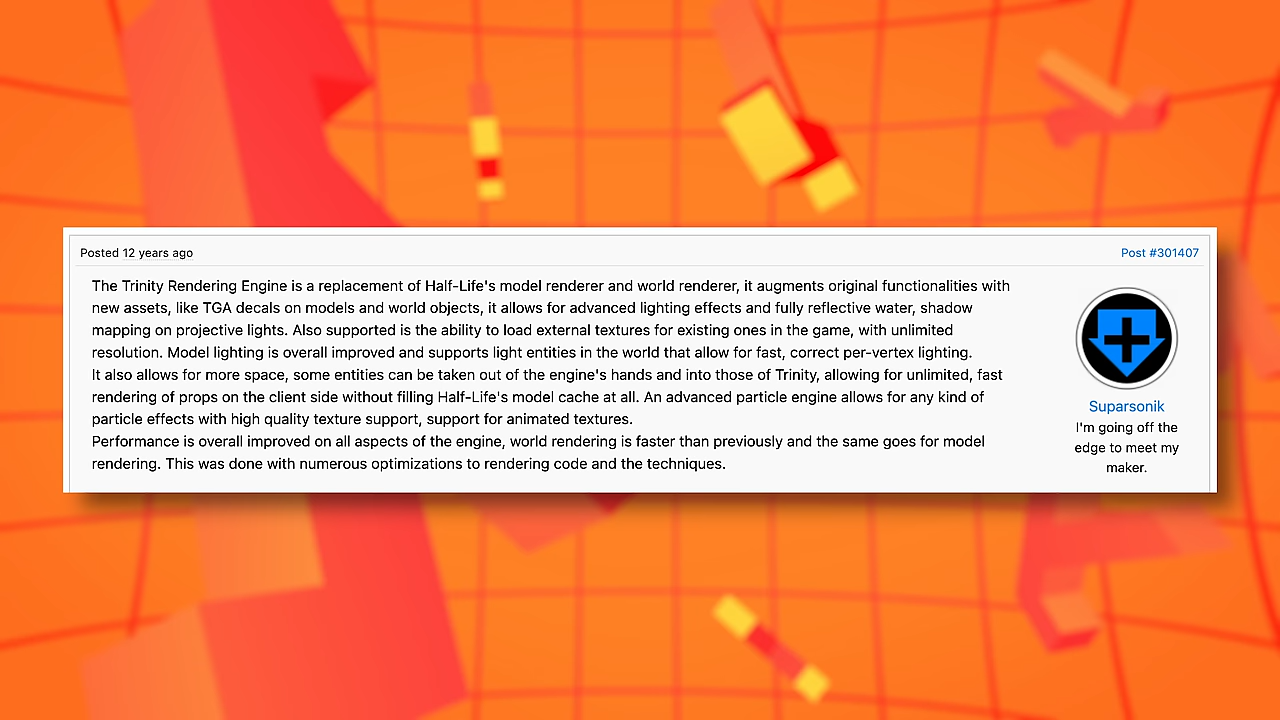 Posted 12 years ago
Post #301407
The Trinity Rendering Engine is a replacement of Half-Life's model renderer and world renderer, it augments original functionalities with
new assets, like TGA decals on models and world objects, it allows for advanced lighting effects and fully reflective water, shadow
mapping on projective lights. Also supported is the ability to load external textures for existing ones in the game, with unlimited
resolution. Model lighting is overall improved and supports light entities in the world that allow for fast, correct per-vertex lighting.
It also allows for more space, some entities can be taken out of the engine's hands and into those of Trinity, allowing for unlimited, fast
rendering of props on the client side without filling Half-Life's model cache at all. An advanced particle engine allows for any kind of
particle effects with high quality texture support, support for animated textures.
Performance is overall improved on all aspects of the engine, world rendering is faster than previously and the same goes for model
rendering. This was done with numerous optimizations to rendering code and the techniques.
Suparsonik
I'm going off the
edge to meet my
maker.